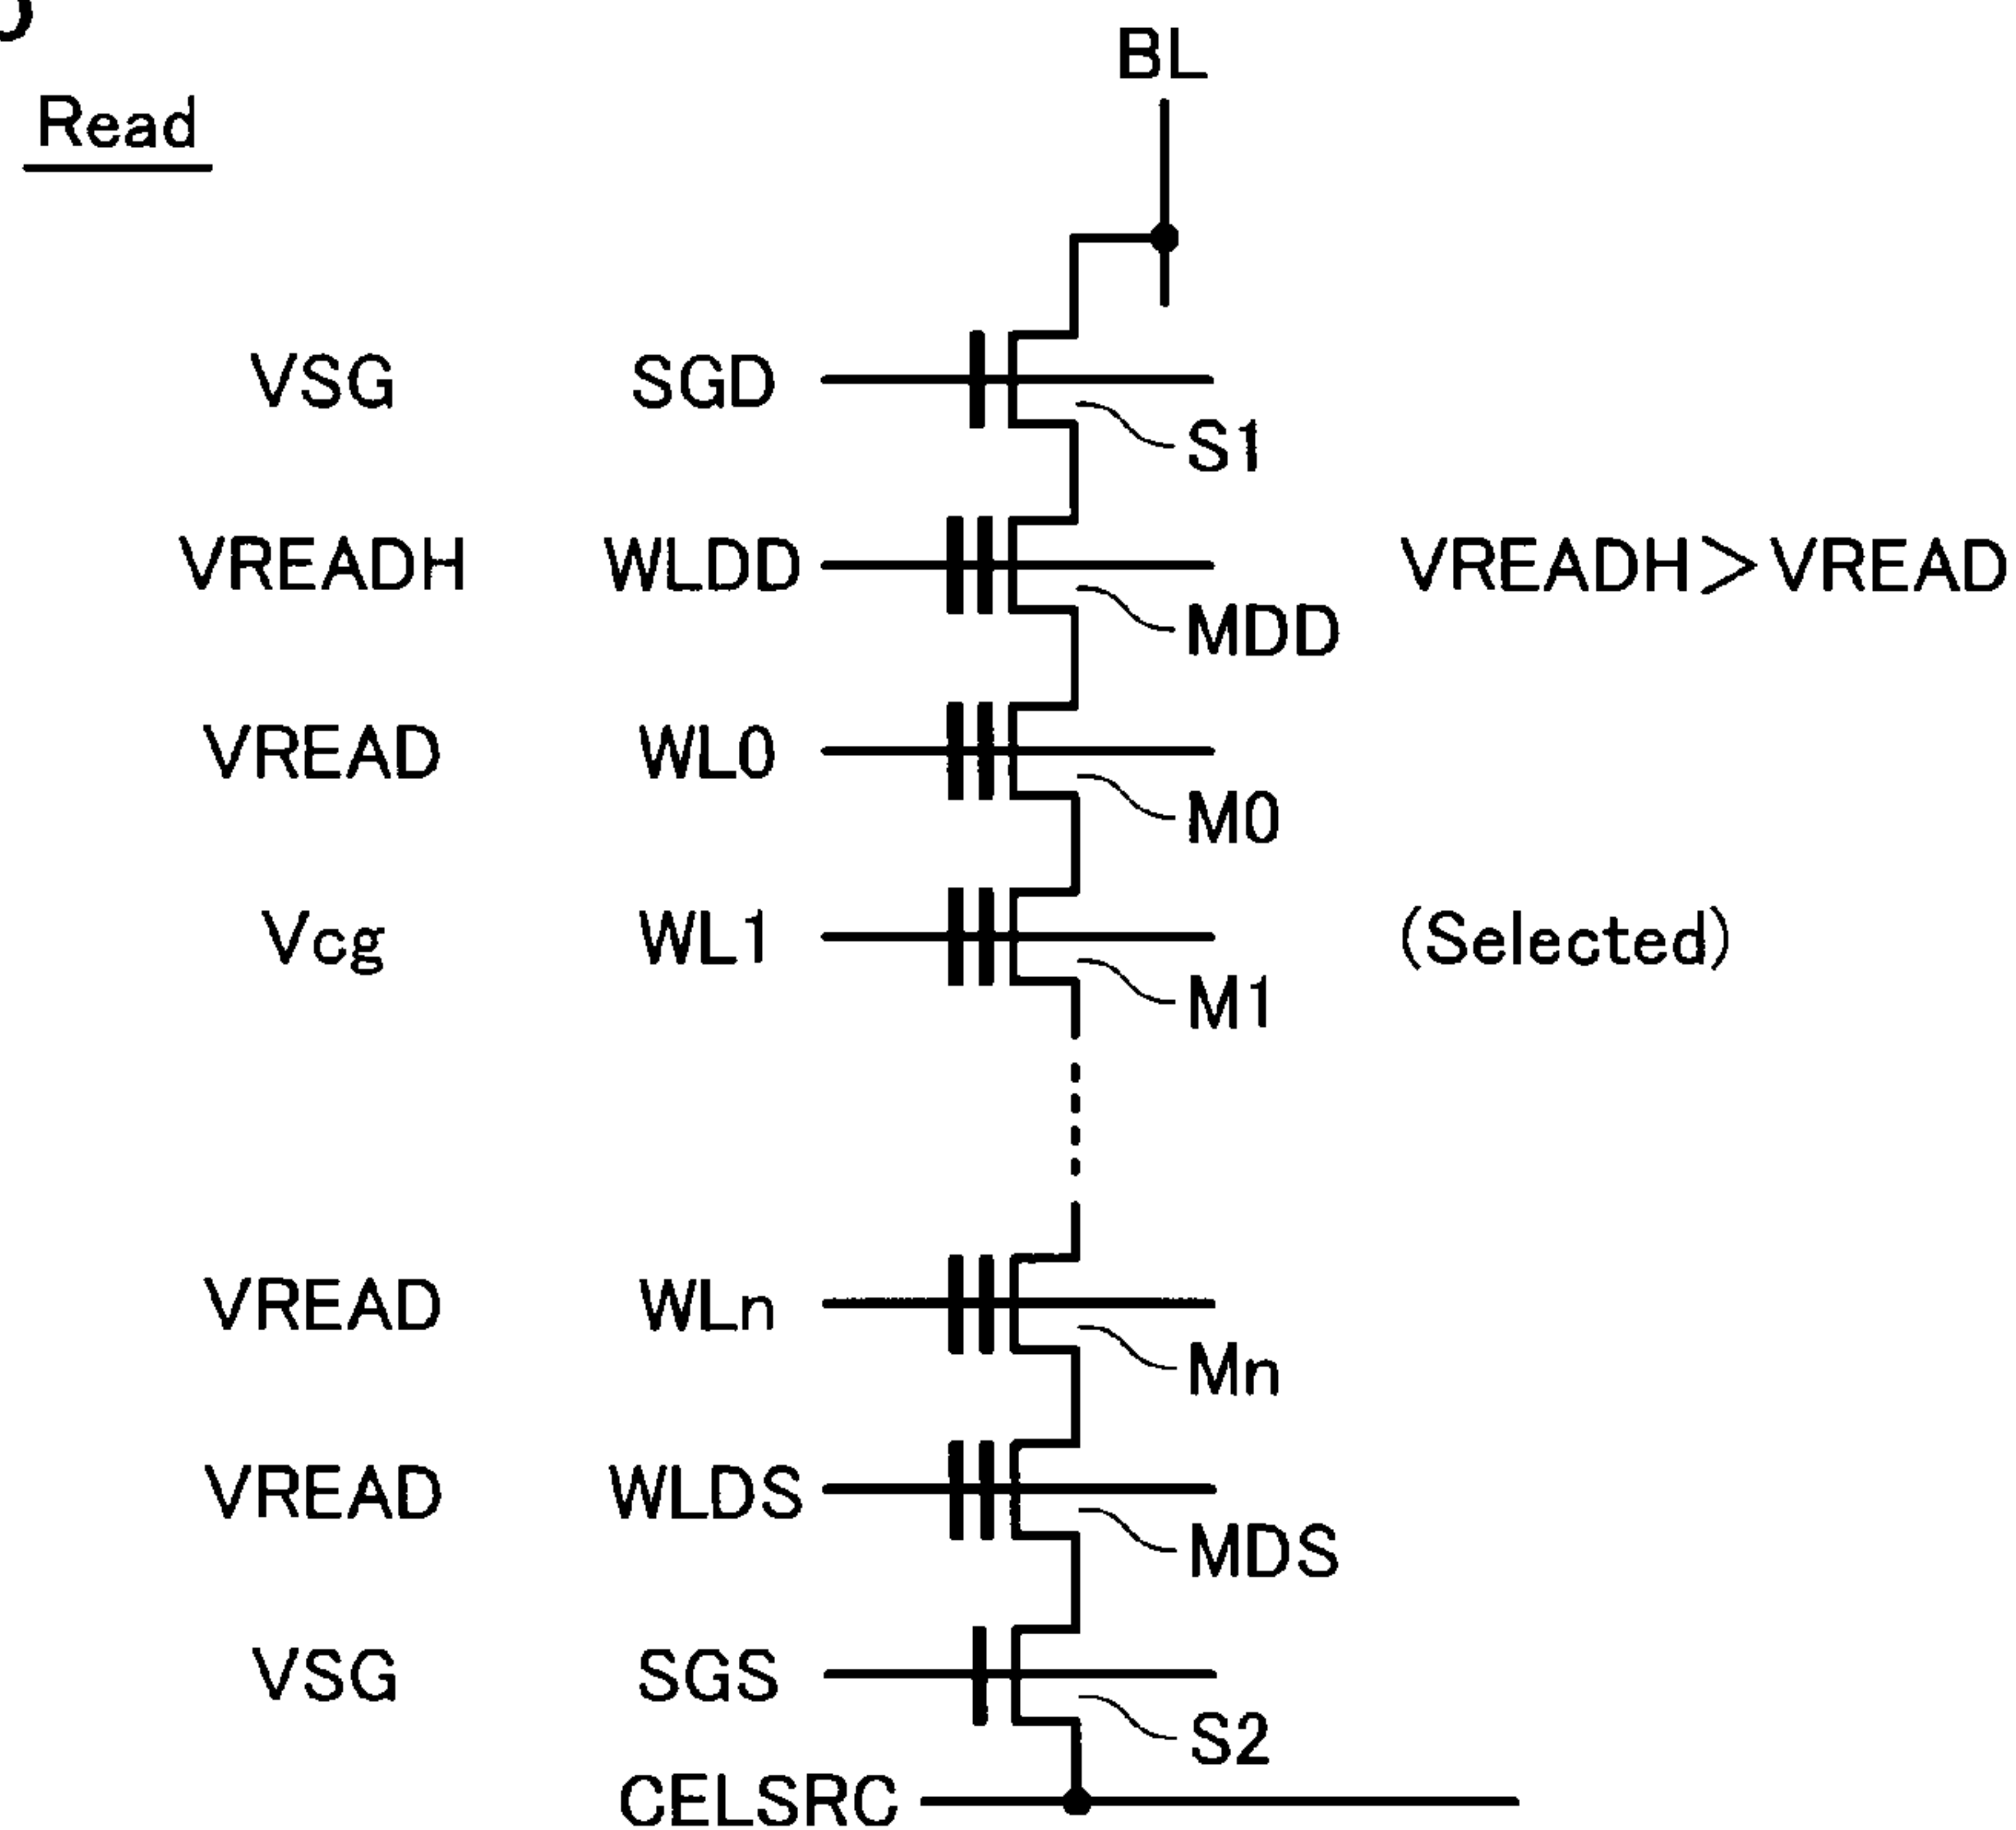 Read
BL
VSG SGD
S1
VREADH WLDD VREADH>VREAD
MDD
VREAD WL0
M0
Vcg WL1 (Selected)
M1
VREAD WLn
Mn
VREAD WLDS
MDS
VSG SGS
S2
CELSRC